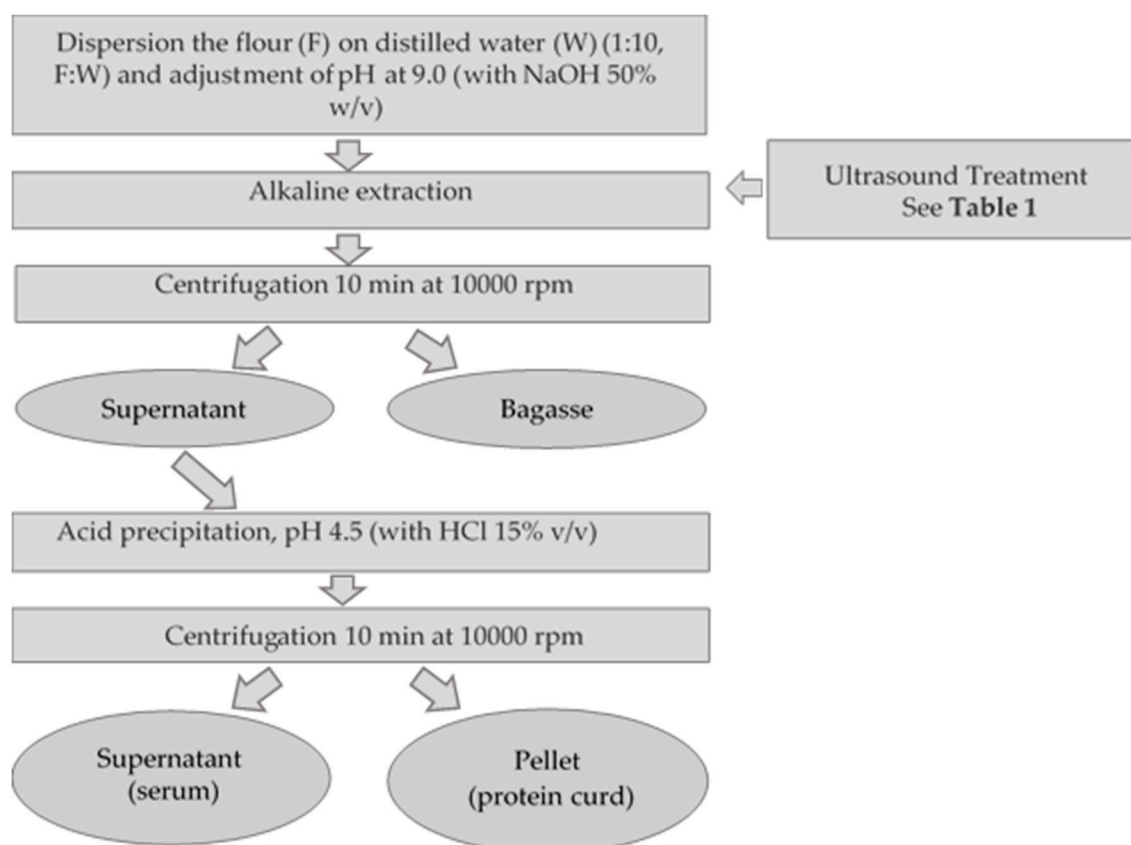 Dispersion the flour (F) on distilled water (W) (1:10,
F:W) and adjustment of pH at 9.0 (with NaOH 50%
w/v)
Alkaline extraction
Ultrasound Treatment
See Table 1
Centrifugation 10 min at 10000 rpm
Supernatant
Bagasse
Acid precipitation, pH 4.5 (with HCl 15% v/v)
Centrifugation 10 min at 10000 rpm
Supernatant
(serum)
Pellet
(protein curd)